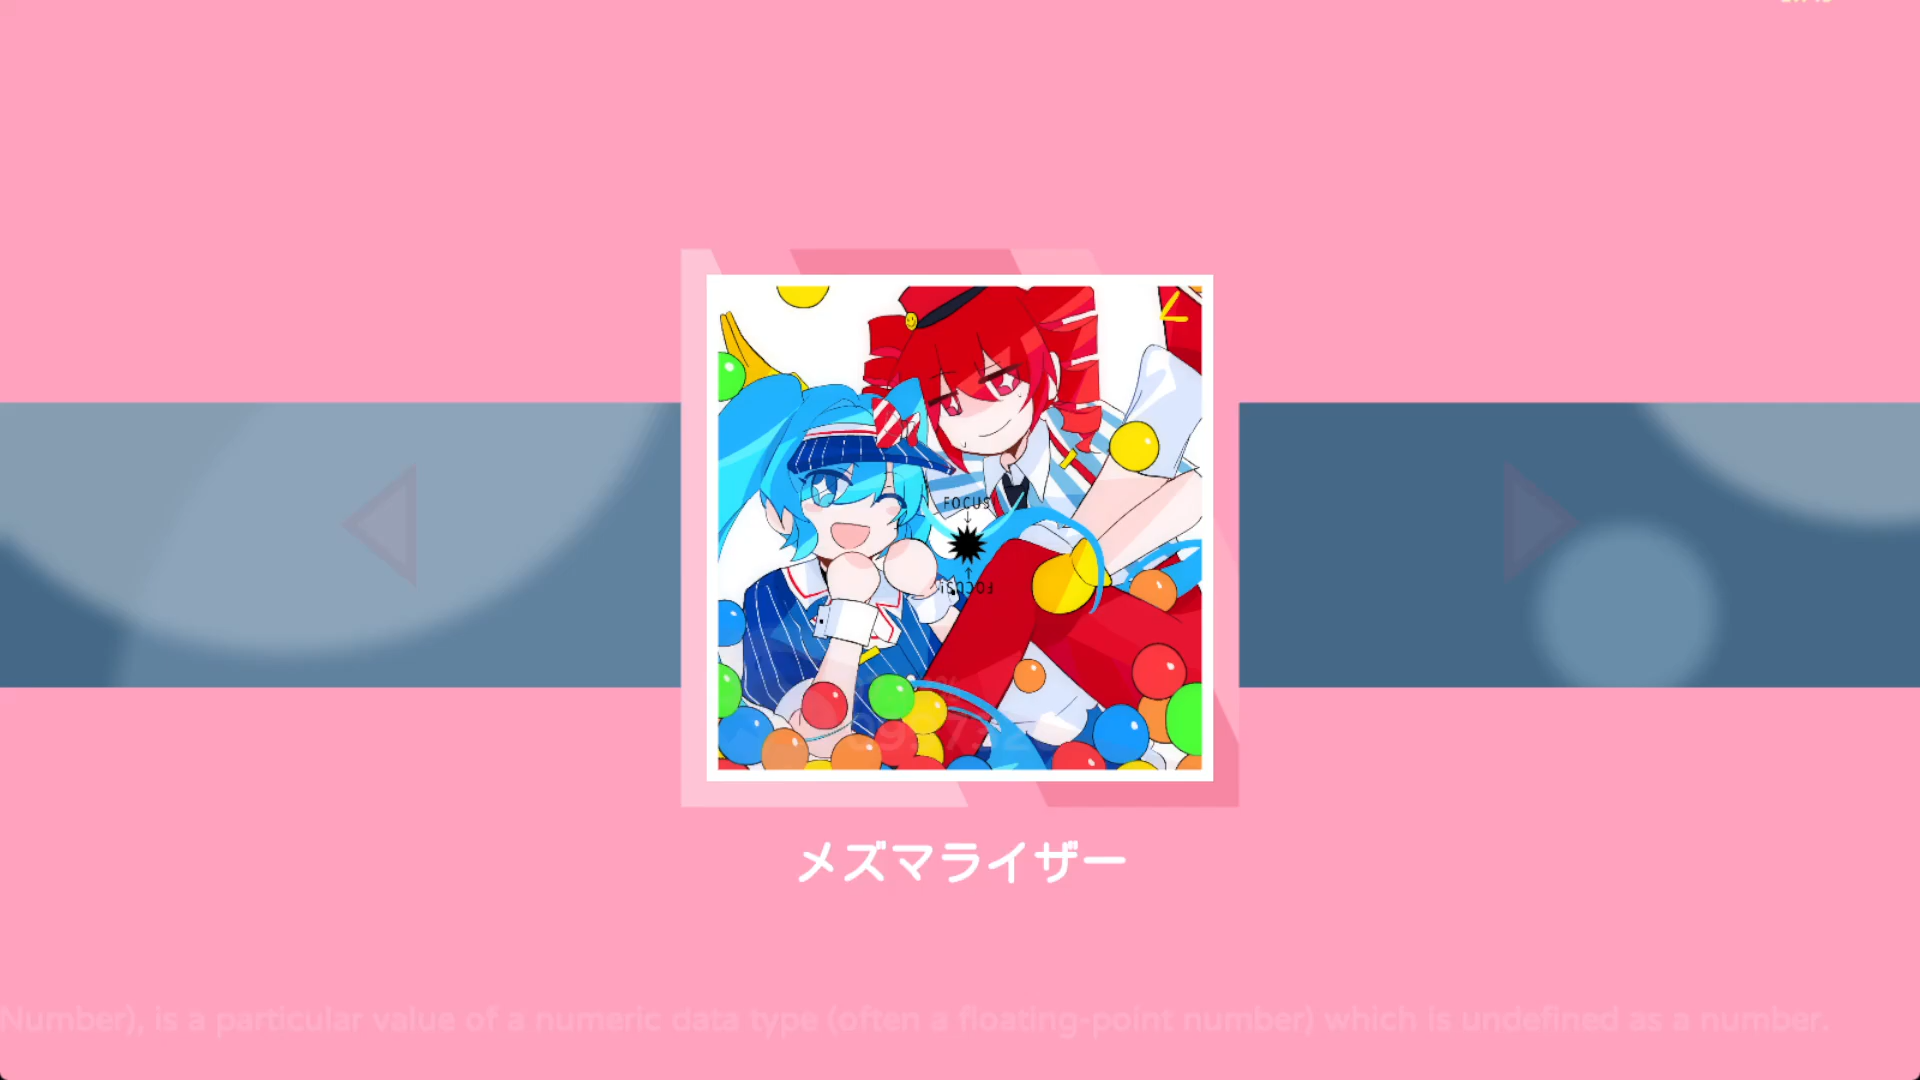 FOCUS
FOCUS!
メズマライザー
Number), is a particular value of a numeric data type (often a floating-point number) which is undefined as a number.